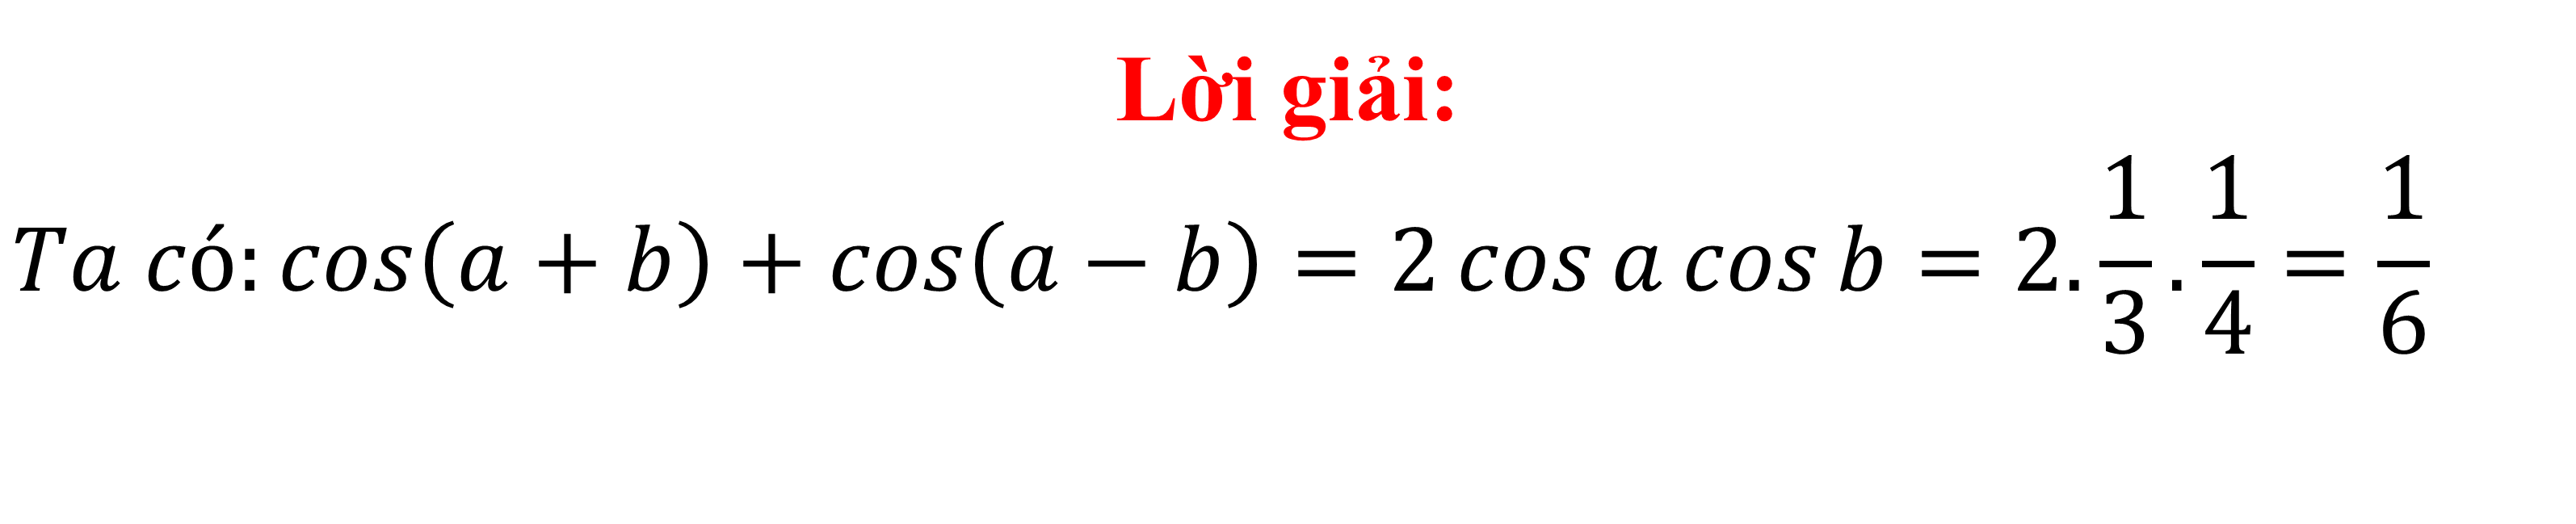 Lời giải:
Ta có: cos(a + b) + cos(a − b) = 2 cos a cos b = 2. 1/3 . 1/4 = 1/6